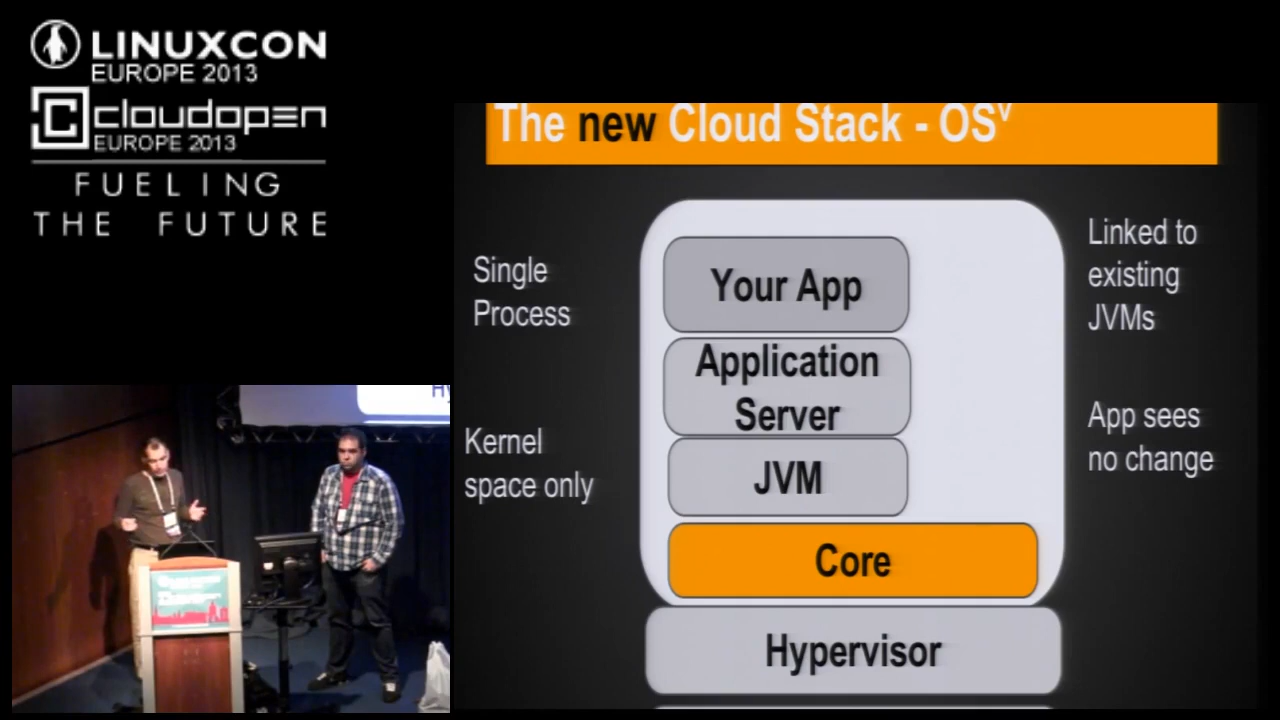 LINUXCON
EUROPE 2013
cloudopen
EUROPE 2013
FUELING
THE FUTURE
The new Cloud Stack - OSv
Single
Process
Kernel
space only
Your App
Application
Server
JVM
Core
Hypervisor
Linked to
existing
JVMs
App sees
no change